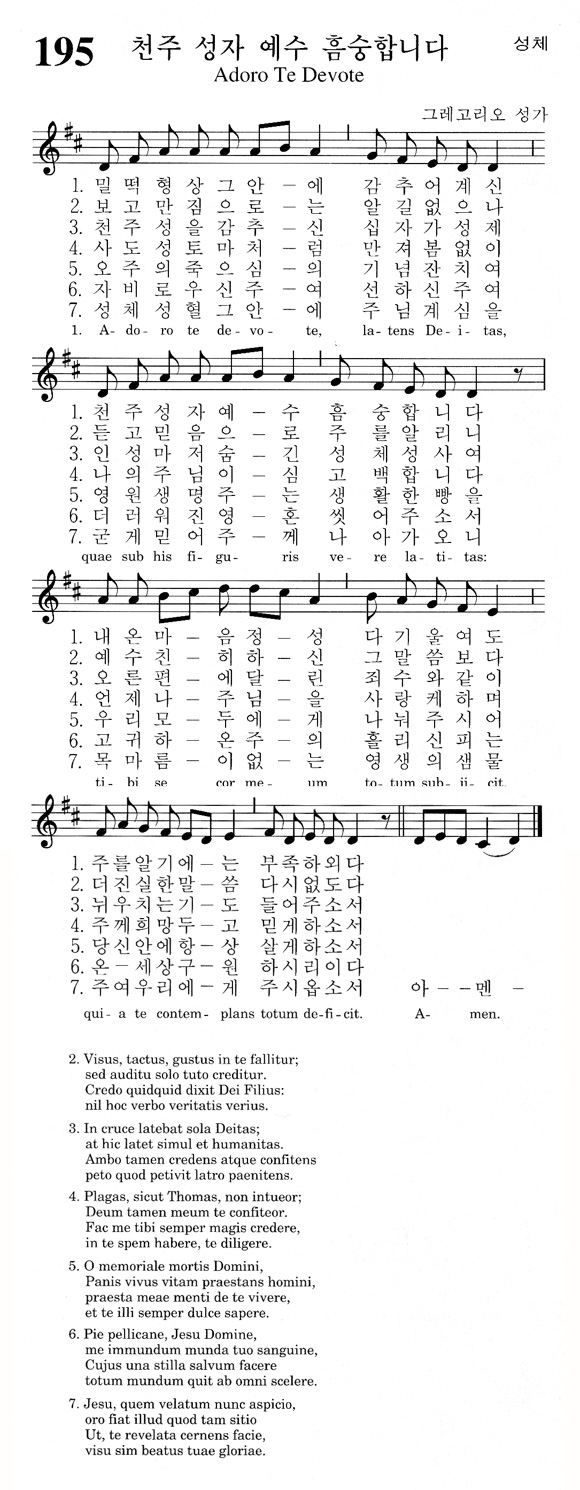 195 천주 성자 예수 흠숭합니다 성체
Adoro Te Devote
그레고리오 성가
1. 밀 떡 형 상 그 안 – 에 감 추 어 계 신
2. 보 고 만 짐 으 로 – 는 알 길 없 으 나
3. 천 주 성 을 감 추 – 신 십 자 가 성 제
4. 사 도 성 토 마 처 – 럼 만 져 봄 없 이
5. 오 주 의 죽 으 심 – 의 기 념 잔 치 여
6. 자 비 로 우 신 주 – 여 선 하 신 주 여
7. 성 체 성 혈 그 안 – 에 주 님 계 심 을
1. A- do- ro te de- vo- te, la- tens De- i- tas,
1. 천 주 성 자 예 – 수 흠 숭 합 니 다
2. 듣 고 믿 음 으 – 로 주 를 알 리 니
3. 인 성 마 저 숨 – 긴 성 체 성 사 여
4. 나 의 주 님 이 – 심 고 백 합 니 다
5. 영 원 생 명 주 – 는 생 활 한 빵 을
6. 더 러 워 진 영 – 혼 씻 어 주 소 서
7. 굳 게 믿 어 주 – 께 나 아 가 오 니
quae sub his fi- gu- ris ve- re la- ti- tas:
1. 내 온 마 – 음 정 – 성 다 기 울 여 도
2. 예 수 친 – 히 하 – 신 그 말 씀 보 다
3. 오 른 편 – 에 달 – 린 죄 수 와 같 이
4. 언 제 나 – 주 님 – 을 사 랑 케 하 며
5. 우 리 모 – 두 에 – 게 나 눠 주 시 어
6. 고 귀 하 – 온 주 – 의 흘 리 신 피 는
7. 목 마 름 – 이 없 – 는 영 생 의 샘 물
ti- bi se cor me- um to- tum sub- ji- cit,
1. 주를알기에–는 부족하외다
2. 더진실한말–씀 다시없도다
3. 뉘우치는기–도 들어주소서
4. 주께희망두–고 믿게하소서
5. 당신안에항–상 살게하소서
6. 온–세상구–원 하시리이다
7. 주여우리에–게 주시옵소서 아––멘–
qui- a te contem- plans totum de-fi-cit. A- men.
2. Visus, tactus, gustus in te fallitur;
sed auditu solo tuto creditur.
Credo quidquid dixit Dei Filius:
nil hoc verbo veritatis verius.
3. In cruce latebat sola Deitas;
at hic latet simul et humanitas.
Ambo tamen credens atque confitens
peto quod petivit latro paenitens.
4. Plagas, sicut Thomas, non intueor;
Deum tamen meum te confiteor.
Fac me tibi semper magis credere,
in te spem habere, te diligere.
5. O memoriale mortis Domini,
Panis vivus vitam praestans homini,
praesta meae menti de te vivere,
et te illi semper dulce sapere.
6. Pie pellicane, Jesu Domine,
me immundum munda tuo sanguine,
Cujus una stilla salvum facere
totum mundum quit ab omni scelere.
7. Jesu, quem velatum nunc aspicio,
oro fiat illud quod tam sitio
Ut, te revelata cernens facie,
visu sim beatus tuae gloriae.